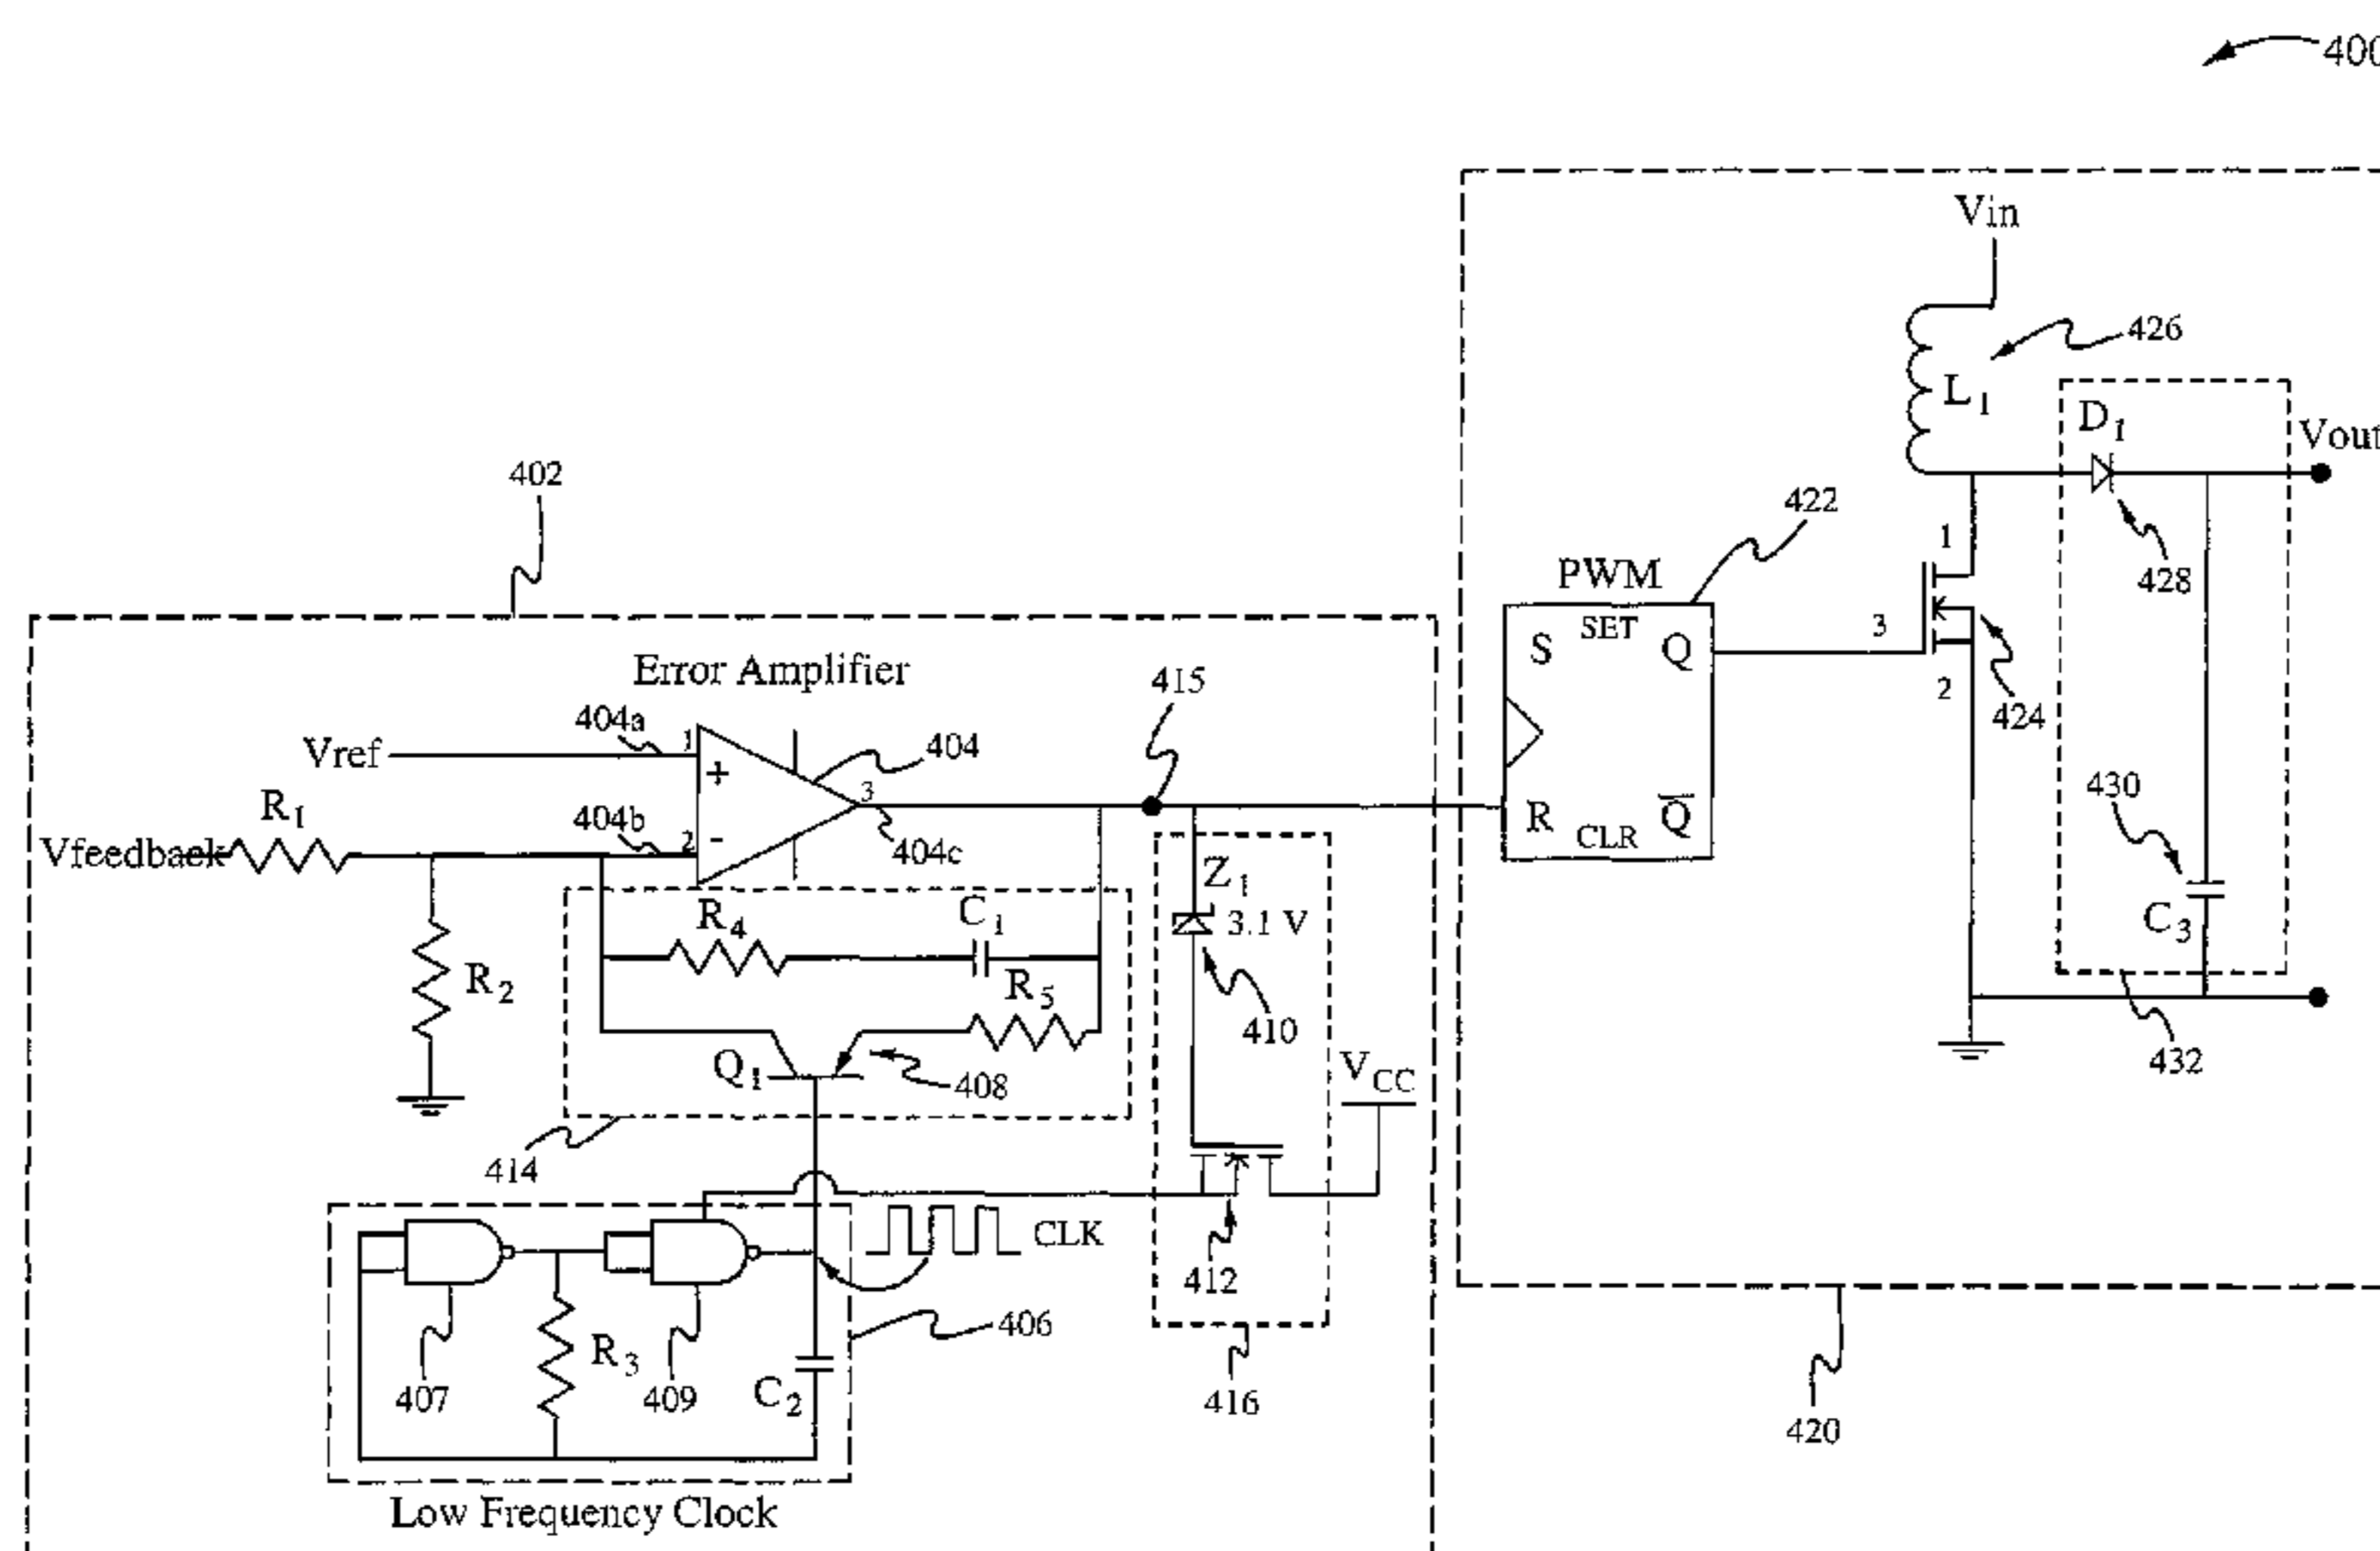 400
Vin
426
L1
D1
Vout
402
422
428
1
PWM
SET
S
Q
3
2
424
Error Amplifier
415
404a
1
+
404
Vref
3
R1
404b
2
-
404c
Vfeedback
R
CLR
Q̅
430
Z1
3.1 V
C3
R4
C1
R2
R5
410
432
Q1
408
VCC
414
CLK
412
406
R3
407
409
C2
416
420
Low Frequency Clock